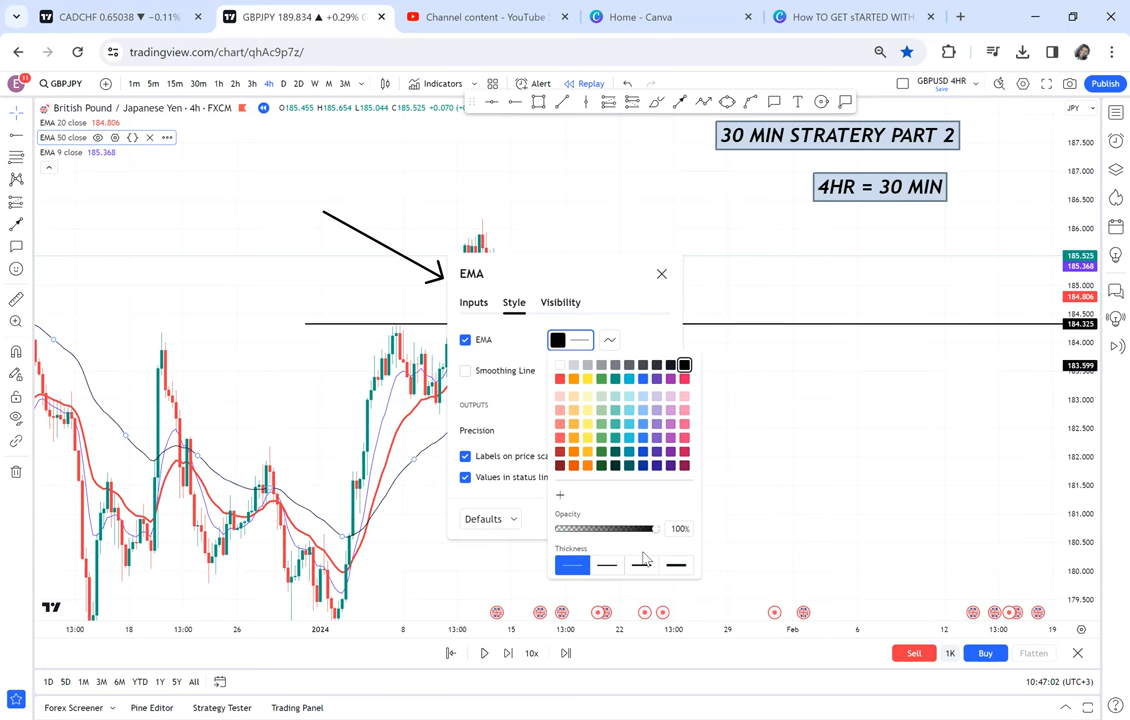 CADCHF 0.65038 ▼ −0.11%
GBPJPY 189.834 ▲ +0.29% G
Channel content - YouTube S
Home - Canva
How TO GET sTARTED WITH
tradingview.com/chart/qhAc9p7z/
E 11 GBPJPY 1m 5m 15m 30m 1h 2h 3h 4h D 2D W M 3M Indicators Alert Replay GBPUSD 4HR Save Publish
British Pound / Japanese Yen · 4h · FXCM O185.455 H185.654 L185.044 C185.525 +0.070
JPY
EMA 20 close 184.806
EMA 50 close
EMA 9 close 185.368
30 MIN STRATERY PART 2
4HR = 30 MIN
187.500
187.000
186.500
186.000
185.525
185.368
185.000
184.806
184.500
184.325
184.000
183.599
183.000
182.500
182.000
181.500
181.000
180.500
180.000
179.500
EMA
Inputs Style Visibility
EMA
Smoothing Line
OUTPUTS
Precision
Labels on price sca
Values in status lin
Defaults
Opacity
100%
Thickness
13:00 18 13:00 26 2024 8 13:00 15 13:00 22 13:00 29 Feb 6 12 13:00 19
10x
Sell 1K Buy Flatten
1D 5D 1M 3M 6M YTD 1Y 5Y All
10:47:02 (UTC+3)
Forex Screener Pine Editor Strategy Tester Trading Panel